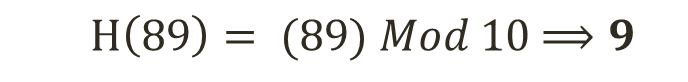 H(89) = (89) Mod 10 ⟹ 9